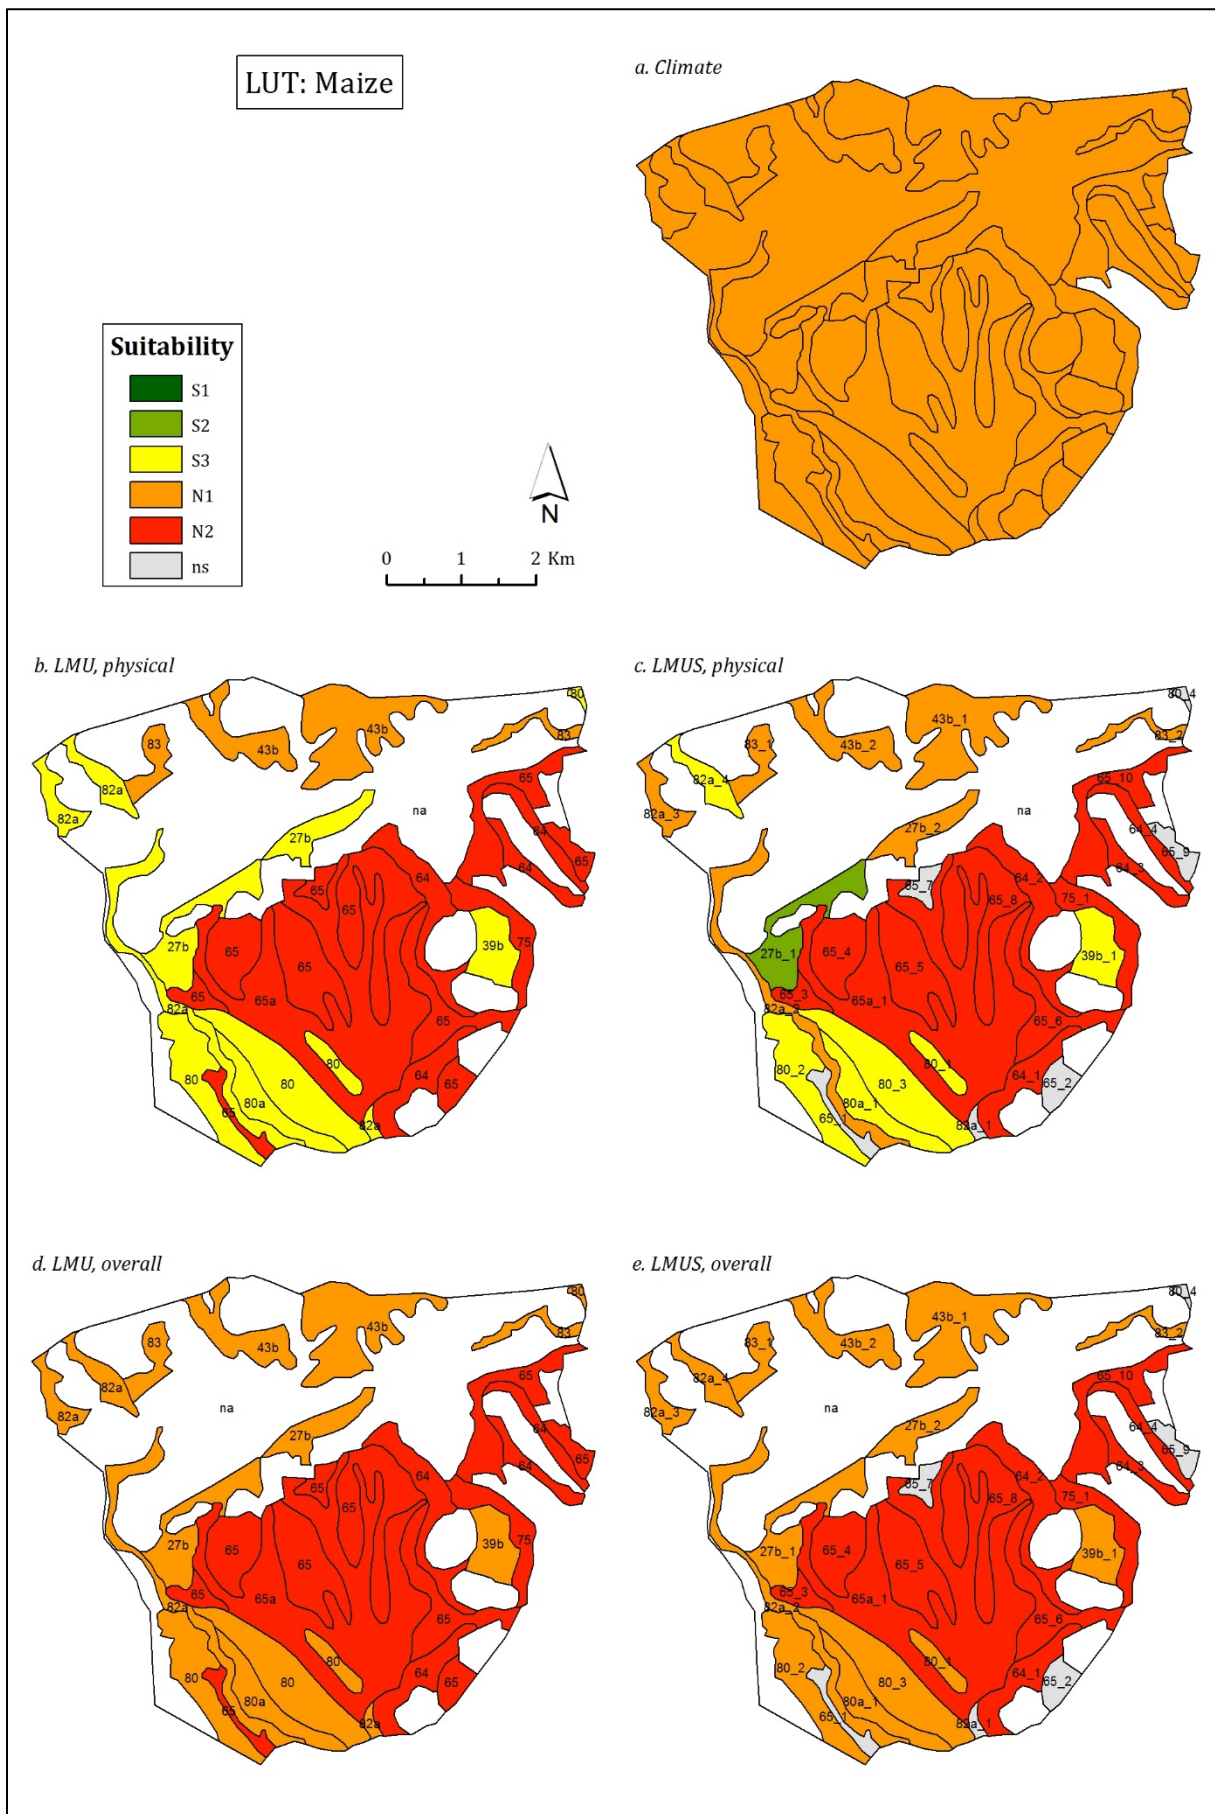 LUT: Maize
a. Climate
Suitability
S1
S2
S3
N1
N2
ns
N
0 1 2 Km
b. LMU, physical
80
83
43b
43b
83
82a
65
82a
na
27b
64
65
64
64
65
65
27b
39b
75
65
65
65
65a
82a
65
80
80
80
64
65
80a
65
82a
c. LMUS, physical
80_4
43b_1
83_1
43b_2
83_2
82a_4
65_10
82a_3
na
27b_2
64_4
65_9
64_3
64_2
65_7
65_8
75_1
27b_1
65_4
65_5
39b_1
65_3
65a_1
82a_2
65_6
80_1
80_2
80_3
64_1
65_2
80a_1
65_1
82a_1
d. LMU, overall
80
83
43b
43b
83
82a
65
82a
na
27b
64
65
64
64
65
65
27b
39b
75
65
65
65
65a
82a
65
80
80
80
64
65
80a
65
82a
e. LMUS, overall
80_4
43b_1
83_1
43b_2
83_2
82a_4
65_10
82a_3
na
27b_2
64_4
65_9
64_3
64_2
65_7
65_8
75_1
27b_1
65_4
65_5
39b_1
65_3
65a_1
82a_2
65_6
80_1
80_2
80_3
64_1
65_2
80a_1
65_1
82a_1